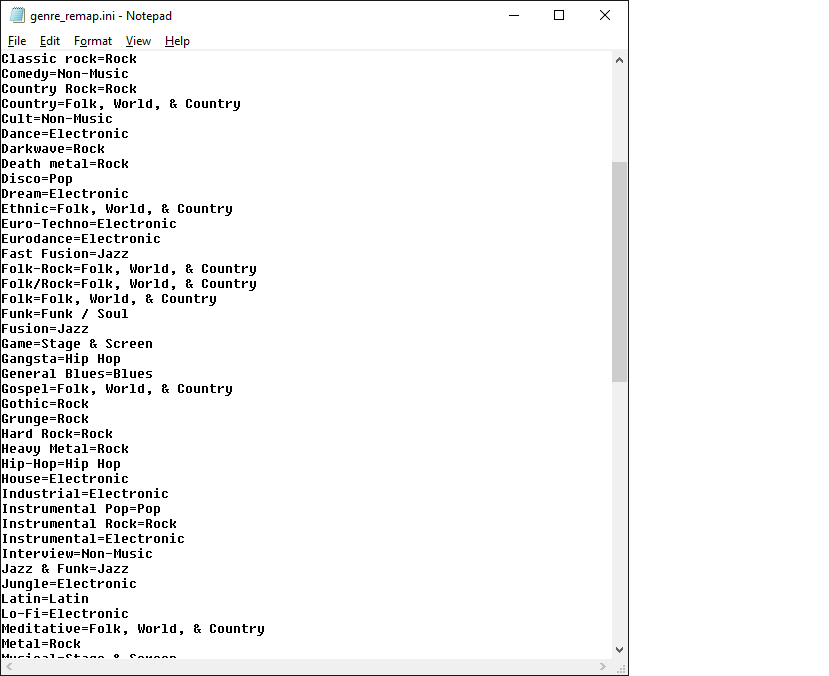 genre_remap.ini - Notepad
File Edit Format View Help
Classic rock=Rock
Comedy=Non-Music
Country Rock=Rock
Country=Folk, World, & Country
Cult=Non-Music
Dance=Electronic
Darkwave=Rock
Death metal=Rock
Disco=Pop
Dream=Electronic
Ethnic=Folk, World, & Country
Euro-Techno=Electronic
Eurodance=Electronic
Fast Fusion=Jazz
Folk-Rock=Folk, World, & Country
Folk/Rock=Folk, World, & Country
Folk=Folk, World, & Country
Funk=Funk / Soul
Fusion=Jazz
Game=Stage & Screen
Gangsta=Hip Hop
General Blues=Blues
Gospel=Folk, World, & Country
Gothic=Rock
Grunge=Rock
Hard Rock=Rock
Heavy Metal=Rock
Hip-Hop=Hip Hop
House=Electronic
Industrial=Electronic
Instrumental Pop=Pop
Instrumental Rock=Rock
Instrumental=Electronic
Interview=Non-Music
Jazz & Funk=Jazz
Jungle=Electronic
Latin=Latin
Lo-Fi=Electronic
Meditative=Folk, World, & Country
Metal=Rock
Musical=Stage & Screen